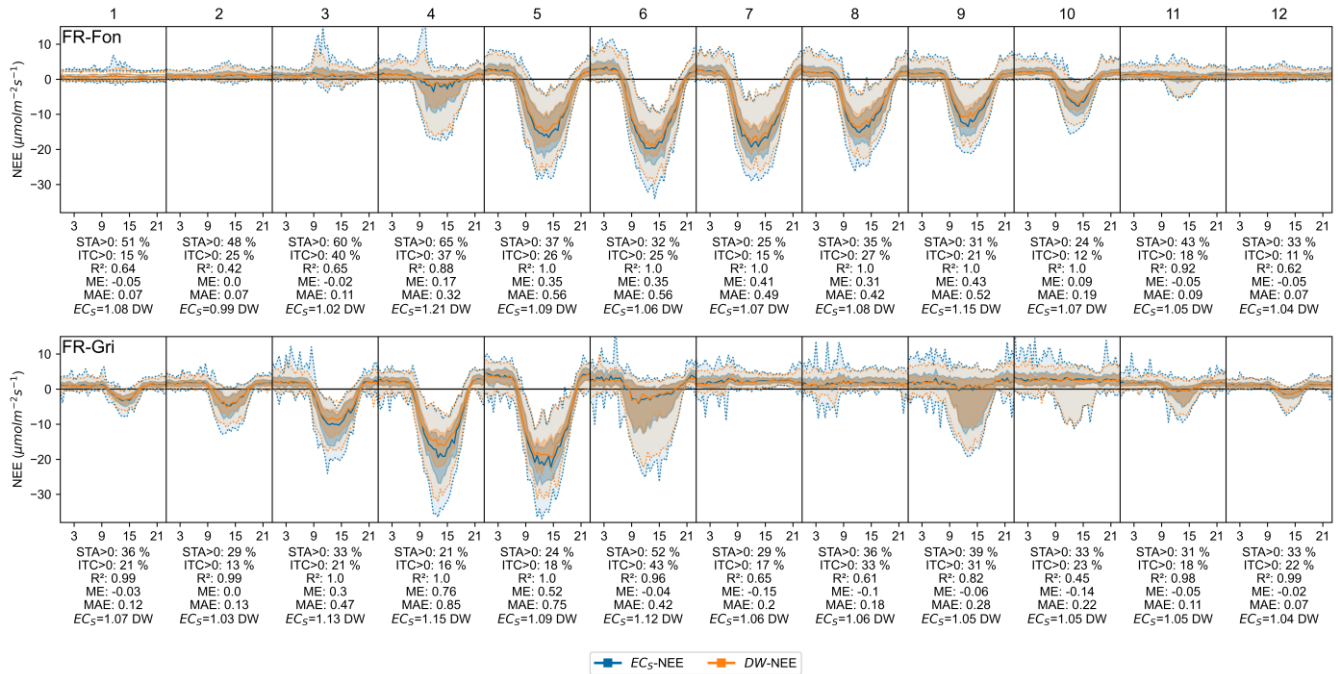 1 2 3 4 5 6 7 8 9 10 11 12
FR-Fon
10
0
−10
−20
−30
NEE (μmolm⁻²s⁻¹)
3 9 15 21 3 9 15 21 3 9 15 21 3 9 15 21 3 9 15 21 3 9 15 21 3 9 15 21 3 9 15 21 3 9 15 21 3 9 15 21 3 9 15 21 3 9 15 21
STA>0: 51 % STA>0: 48 % STA>0: 60 % STA>0: 65 % STA>0: 37 % STA>0: 32 % STA>0: 25 % STA>0: 35 % STA>0: 31 % STA>0: 24 % STA>0: 43 % STA>0: 33 %
ITC>0: 15 % ITC>0: 25 % ITC>0: 40 % ITC>0: 37 % ITC>0: 26 % ITC>0: 25 % ITC>0: 15 % ITC>0: 27 % ITC>0: 21 % ITC>0: 12 % ITC>0: 18 % ITC>0: 11 %
R²: 0.64 R²: 0.42 R²: 0.65 R²: 0.88 R²: 1.0 R²: 1.0 R²: 1.0 R²: 1.0 R²: 1.0 R²: 1.0 R²: 0.92 R²: 0.62
ME: -0.05 ME: 0.0 ME: -0.02 ME: 0.17 ME: 0.35 ME: 0.35 ME: 0.41 ME: 0.31 ME: 0.43 ME: 0.09 ME: -0.05 ME: -0.05
MAE: 0.07 MAE: 0.07 MAE: 0.11 MAE: 0.32 MAE: 0.56 MAE: 0.56 MAE: 0.49 MAE: 0.42 MAE: 0.52 MAE: 0.19 MAE: 0.09 MAE: 0.07
ECₛ=1.08 DW ECₛ=0.99 DW ECₛ=1.02 DW ECₛ=1.21 DW ECₛ=1.09 DW ECₛ=1.06 DW ECₛ=1.07 DW ECₛ=1.08 DW ECₛ=1.15 DW ECₛ=1.07 DW ECₛ=1.05 DW ECₛ=1.04 DW
FR-Gri
10
0
−10
−20
−30
NEE (μmolm⁻²s⁻¹)
3 9 15 21 3 9 15 21 3 9 15 21 3 9 15 21 3 9 15 21 3 9 15 21 3 9 15 21 3 9 15 21 3 9 15 21 3 9 15 21 3 9 15 21 3 9 15 21
STA>0: 36 % STA>0: 29 % STA>0: 33 % STA>0: 21 % STA>0: 24 % STA>0: 52 % STA>0: 29 % STA>0: 36 % STA>0: 39 % STA>0: 33 % STA>0: 31 % STA>0: 33 %
ITC>0: 21 % ITC>0: 13 % ITC>0: 21 % ITC>0: 16 % ITC>0: 18 % ITC>0: 43 % ITC>0: 17 % ITC>0: 33 % ITC>0: 31 % ITC>0: 23 % ITC>0: 18 % ITC>0: 22 %
R²: 0.99 R²: 0.99 R²: 1.0 R²: 1.0 R²: 1.0 R²: 0.96 R²: 0.65 R²: 0.61 R²: 0.82 R²: 0.45 R²: 0.98 R²: 0.99
ME: -0.03 ME: 0.0 ME: 0.3 ME: 0.76 ME: 0.52 ME: -0.04 ME: -0.15 ME: -0.1 ME: -0.06 ME: -0.14 ME: -0.05 ME: -0.02
MAE: 0.12 MAE: 0.13 MAE: 0.47 MAE: 0.85 MAE: 0.75 MAE: 0.42 MAE: 0.2 MAE: 0.18 MAE: 0.28 MAE: 0.22 MAE: 0.11 MAE: 0.07
ECₛ=1.07 DW ECₛ=1.03 DW ECₛ=1.13 DW ECₛ=1.15 DW ECₛ=1.09 DW ECₛ=1.12 DW ECₛ=1.06 DW ECₛ=1.06 DW ECₛ=1.05 DW ECₛ=1.05 DW ECₛ=1.05 DW ECₛ=1.04 DW
ECₛ-NEE DW-NEE